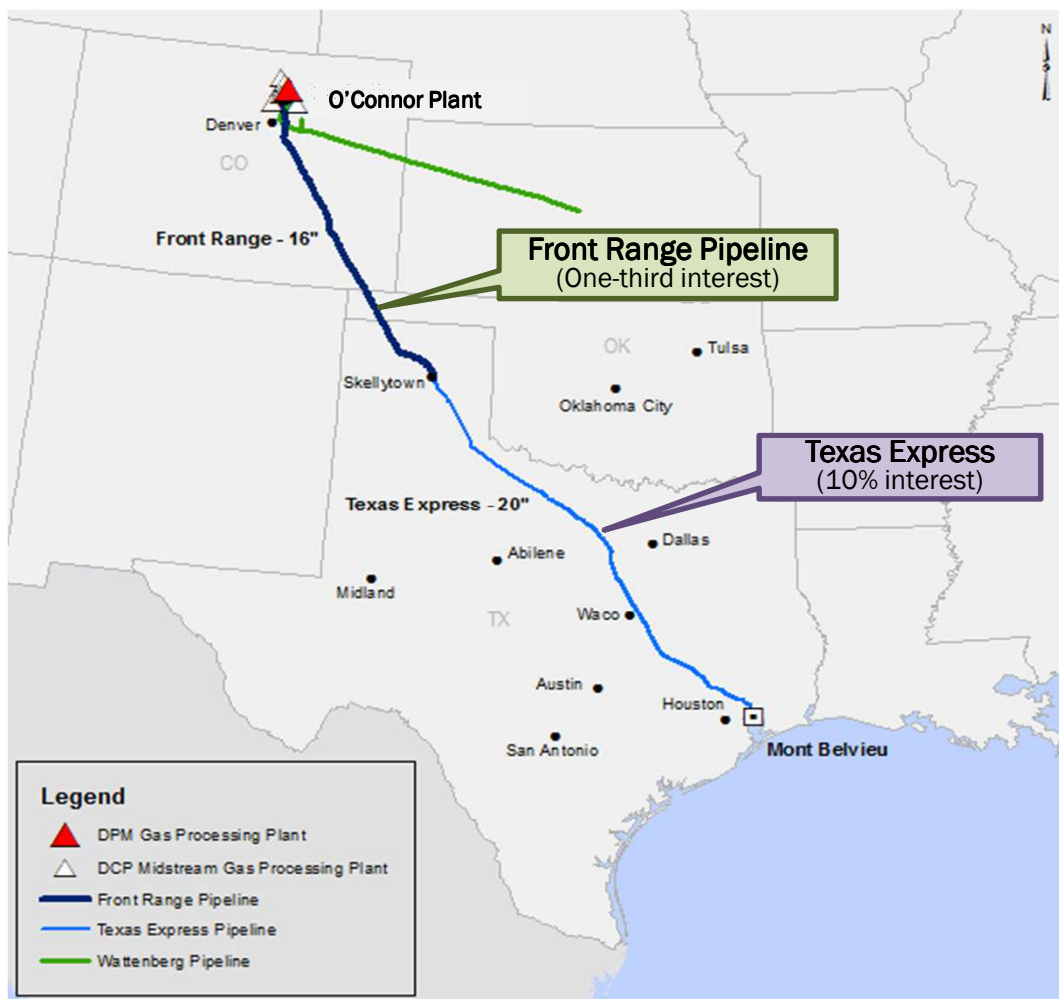 N
O'Connor Plant
Denver
CO
Front Range - 16"
Front Range Pipeline
(One-third interest)
OK
Tulsa
Skellytown
Oklahoma City
Texas Express
(10% interest)
Texas Express - 20"
Dallas
Abilene
Midland
Waco
TX
Austin
Houston
San Antonio
Mont Belvieu
Legend
DPM Gas Processing Plant
DCP Midstream Gas Processing Plant
Front Range Pipeline
Texas Express Pipeline
Wattenberg Pipeline